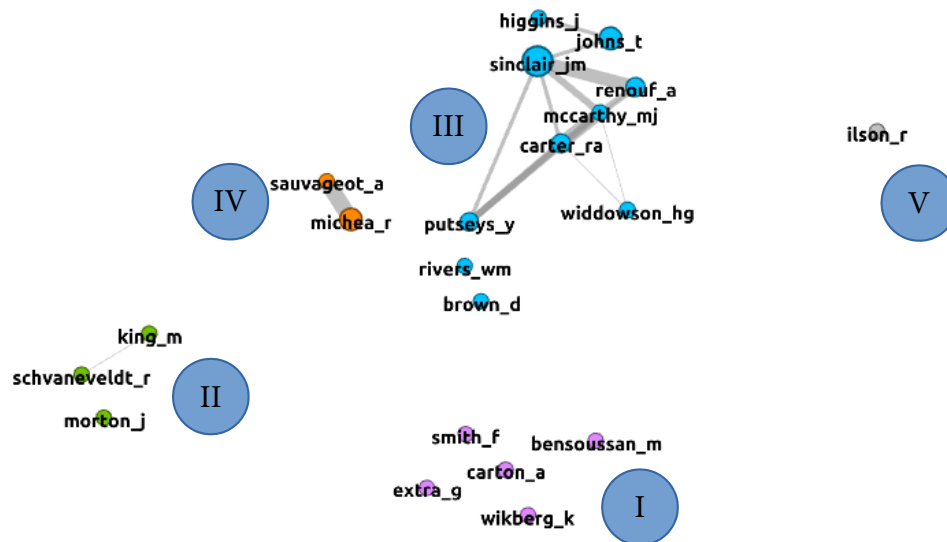 higgins_j
johns_t
sinclair_jm
renouf_a
mccarthy_mj
III
ilson_r
carter_ra
sauvageot_a
IV
V
michea_r
putseys_y
widdowson_hg
rivers_wm
brown_d
king_m
schvaneveldt_r
II
morton_j
smith_f
bensoussan_m
carton_a
extra_g
I
wikberg_k